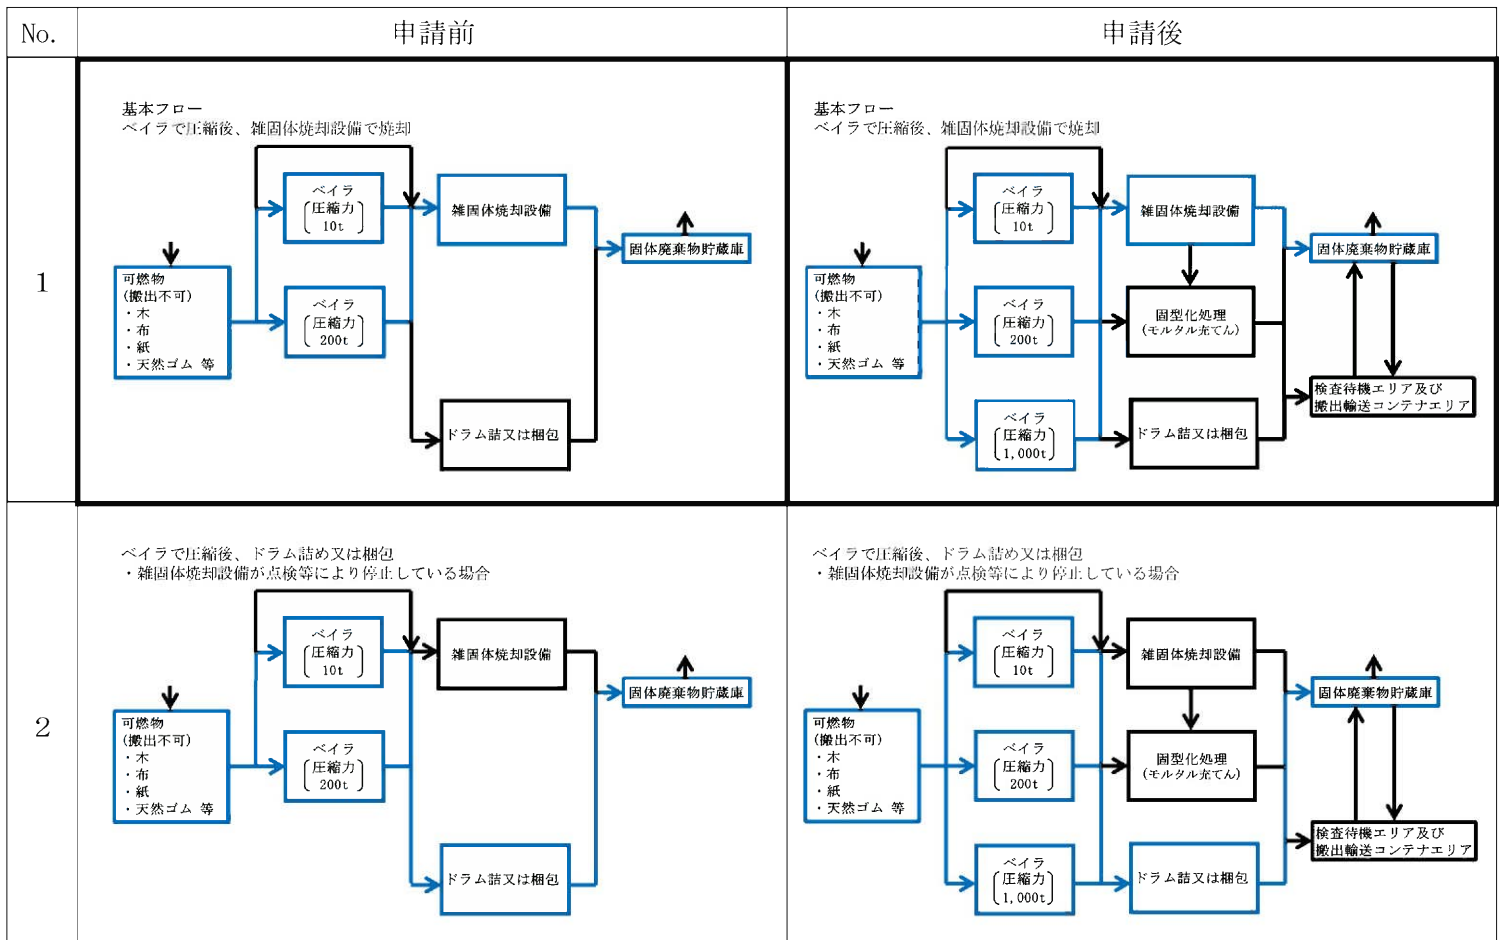 No.
申請前
申請後
1
基本フロー
ベイラで圧縮後、雑固体焼却設備で焼却
ベイラ
圧縮力
10t
雑固体焼却設備
固体廃棄物貯蔵庫
可燃物
(搬出不可)
・木
・布
・紙
・天然ゴム 等
ベイラ
圧縮力
200t
ドラム詰又は梱包
基本フロー
ベイラで圧縮後、雑固体焼却設備で焼却
ベイラ
圧縮力
10t
雑固体焼却設備
固体廃棄物貯蔵庫
可燃物
(搬出不可)
・木
・布
・紙
・天然ゴム 等
ベイラ
圧縮力
200t
固型化処理
(モルタル充てん)
ベイラ
圧縮力
1,000t
ドラム詰又は梱包
検査待機エリア及び
搬出輸送コンテナエリア
2
ベイラで圧縮後、ドラム詰め又は梱包
・雑固体焼却設備が点検等により停止している場合
ベイラ
圧縮力
10t
雑固体焼却設備
固体廃棄物貯蔵庫
可燃物
(搬出不可)
・木
・布
・紙
・天然ゴム 等
ベイラ
圧縮力
200t
ドラム詰又は梱包
ベイラで圧縮後、ドラム詰め又は梱包
・雑固体焼却設備が点検等により停止している場合
ベイラ
圧縮力
10t
雑固体焼却設備
固体廃棄物貯蔵庫
可燃物
(搬出不可)
・木
・布
・紙
・天然ゴム 等
ベイラ
圧縮力
200t
固型化処理
(モルタル充てん)
ベイラ
圧縮力
1,000t
ドラム詰又は梱包
検査待機エリア及び
搬出輸送コンテナエリア